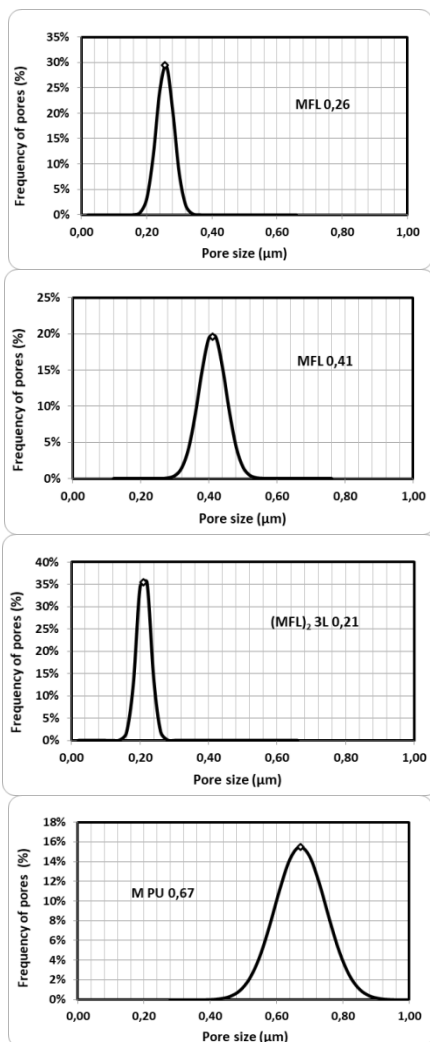 Frequency of pores (%)
35%
30%
25%
20%
15%
10%
5%
0%
MFL 0,26
0,00 0,20 0,40 0,60 0,80 1,00
Pore size (µm)
Frequency of pores (%)
25%
20%
15%
10%
5%
0%
MFL 0,41
0,00 0,20 0,40 0,60 0,80 1,00
Pore size (µm)
Frequency of pores (%)
40%
35%
30%
25%
20%
15%
10%
5%
0%
(MFL)₂ 3L 0,21
0,00 0,20 0,40 0,60 0,80 1,00
Pore size (µm)
Frequency of pores (%)
18%
16%
14%
12%
10%
8%
6%
4%
2%
0%
M PU 0,67
0,00 0,20 0,40 0,60 0,80 1,00
Pore size (µm)